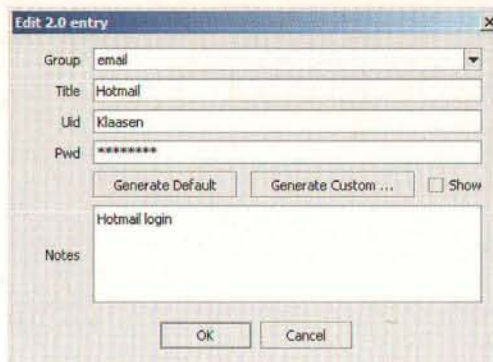 Edit 2.0 entry
Group email
Title Hotmail
Uid Klaasen
Pwd ********
Generate Default Generate Custom ... Show
Notes Hotmail login
OK Cancel